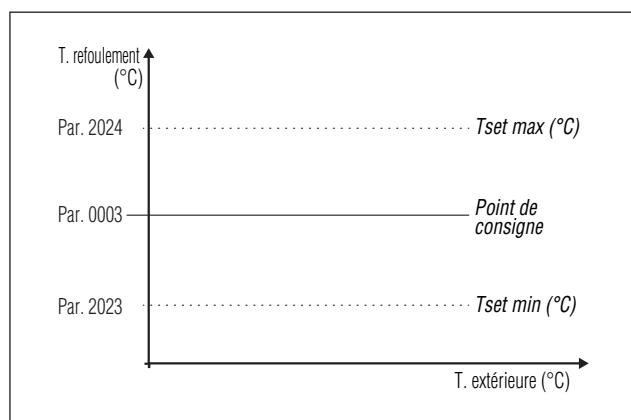 T. refoulement
(°C)
Par. 2024
Tset max (°C)
Par. 0003
Point de
consigne
Par. 2023
Tset min (°C)
T. extérieure (°C)